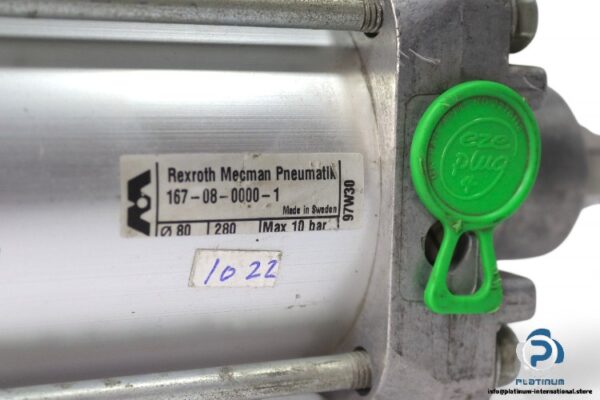 Rexroth Mecman Pneumatik
167-08-0000-1
Made in Sweden
97W30
Ø 80 280 Max 10 bar
1022
eze
plug
PLATINUM
INTERNATIONAL
info@platinum-international.store